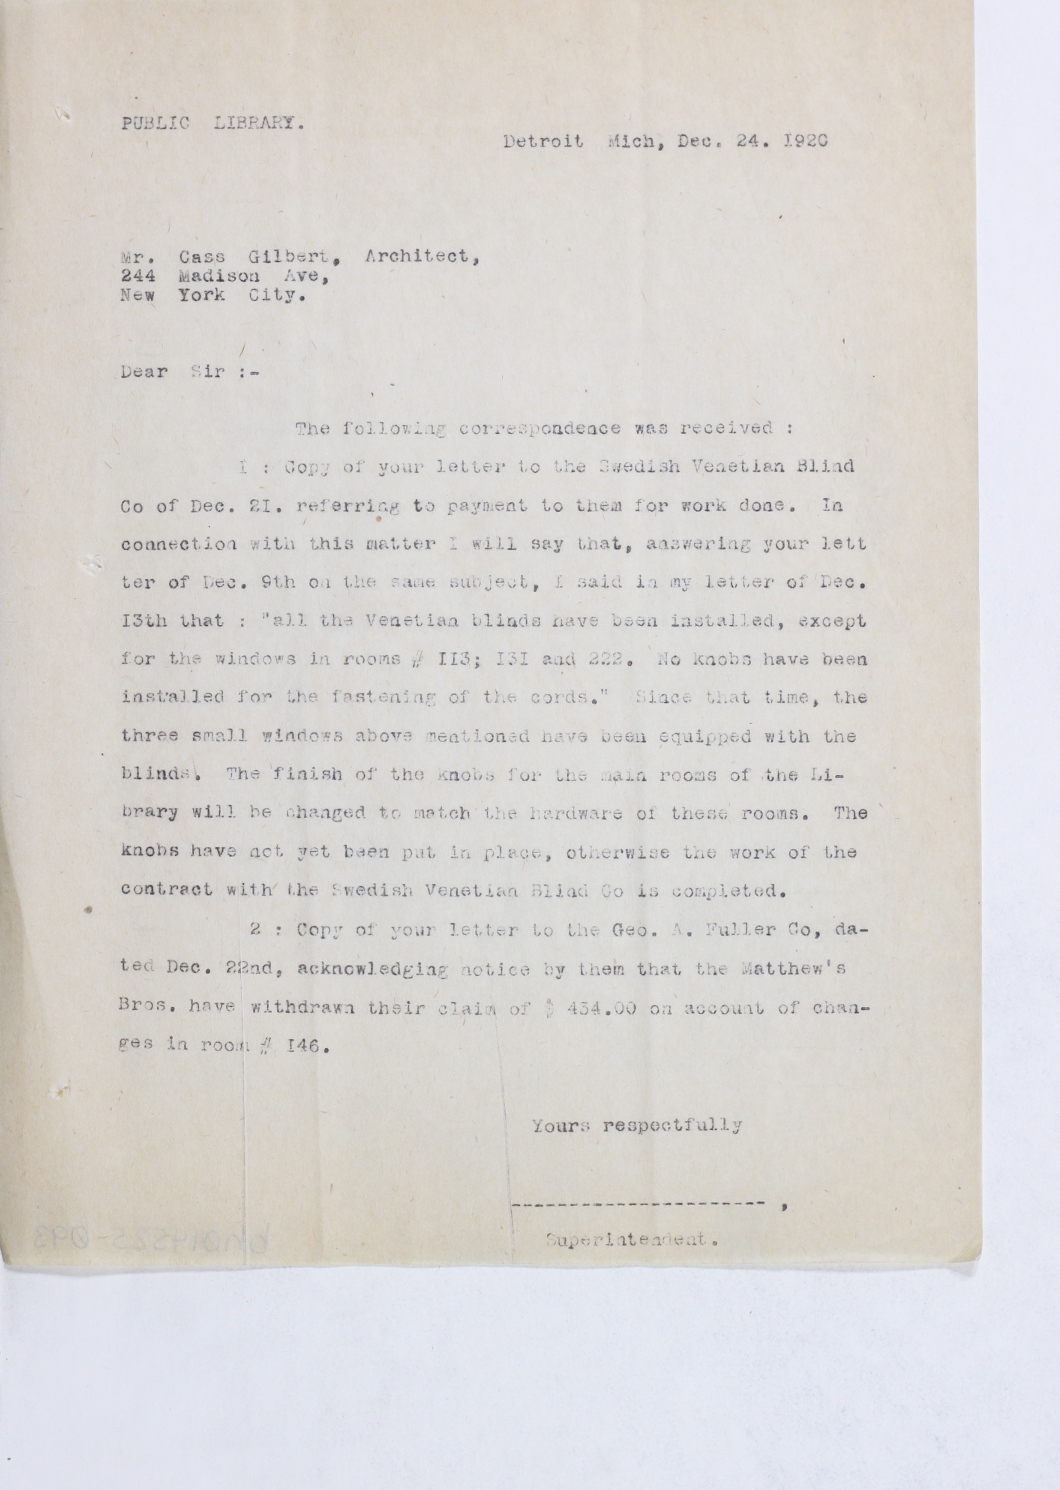 PUBLIC LIBRARY.
Detroit Mich, Dec. 24. I920
Mr. Cass Gilbert, Architect,
244 Madison Ave,
New York City.
Dear Sir :-
The following correspondence was received :
I : Copy of your letter to the Swedish Venetian Blind
Co of Dec. 2I. referring to payment to them for work done. In
connection with this matter I will say that, answering your lett
ter of Dec. 9th on the same subject, I said in my letter of Dec.
I3th that : "all the Venetian blinds have been installed, except
for the windows in rooms # II3; I3I and 222. No knobs have been
installed for the fastening of the cords." Since that time, the
three small windows above mentioned have been equipped with the
blinds. The finish of the knobs for the main rooms of the Li-
brary will be changed to match the hardware of these rooms. The
knobs have not yet been put in place, otherwise the work of the
contract with the Swedish Venetian Blind Co is completed.
2 : Copy of your letter to the Geo. A. Fuller Co, da-
ted Dec. 22nd, acknowledging notice by them that the Matthew's
Bros. have withdrawn their claim of $ 434.00 on account of chan-
ges in room # I46.
Yours respectfully
---------------------- ,
Superintendent.
bh014525-093